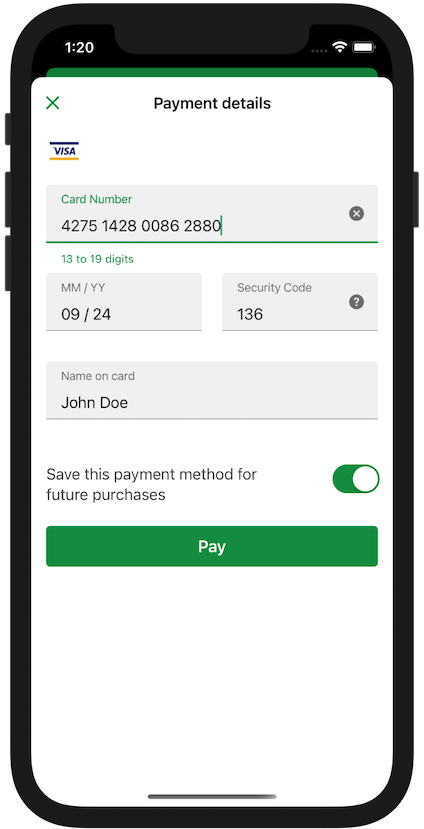 1:20
Payment details
VISA
Card Number
4275 1428 0086 2880
13 to 19 digits
MM / YY
Security Code
09 / 24
136
?
Name on card
John Doe
Save this payment method for
future purchases
Pay